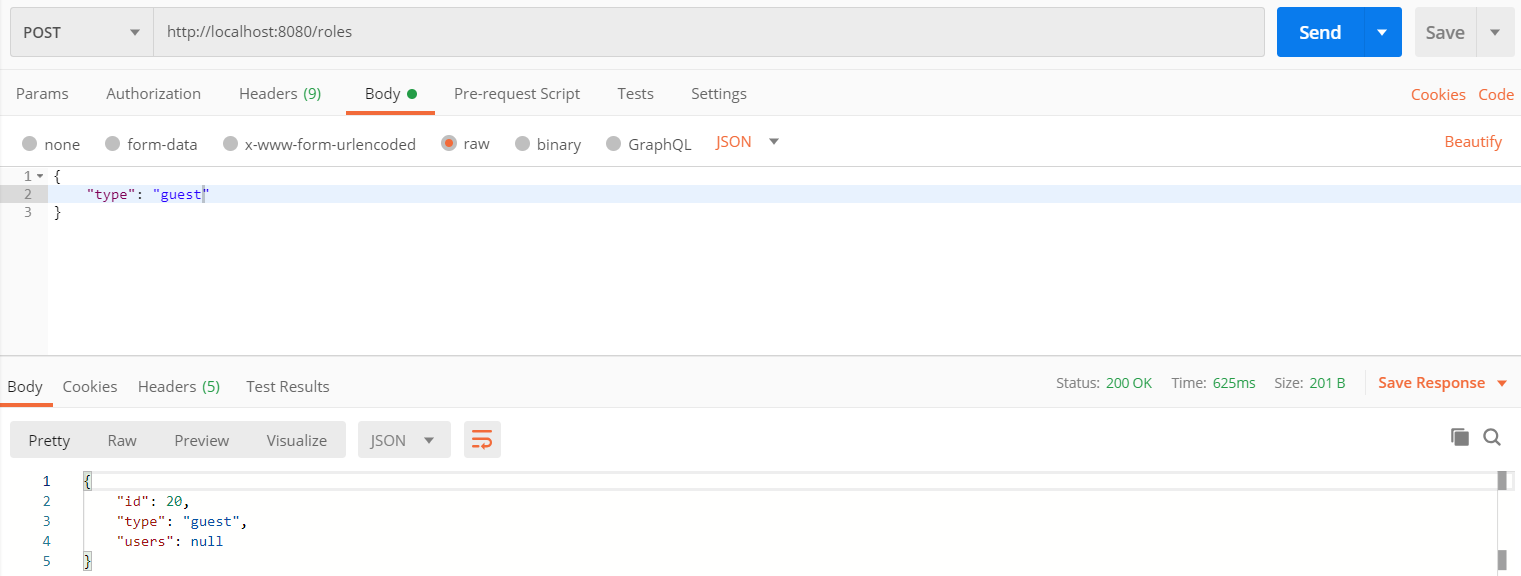 POST http://localhost:8080/roles Send Save
Params Authorization Headers (9) Body Pre-request Script Tests Settings Cookies Code
none form-data x-www-form-urlencoded raw binary GraphQL JSON Beautify
1 {
2 "type": "guest"
3 }
Body Cookies Headers (5) Test Results Status: 200 OK Time: 625ms Size: 201 B Save Response
Pretty Raw Preview Visualize JSON
1 {
2 "id": 20,
3 "type": "guest",
4 "users": null
5 }